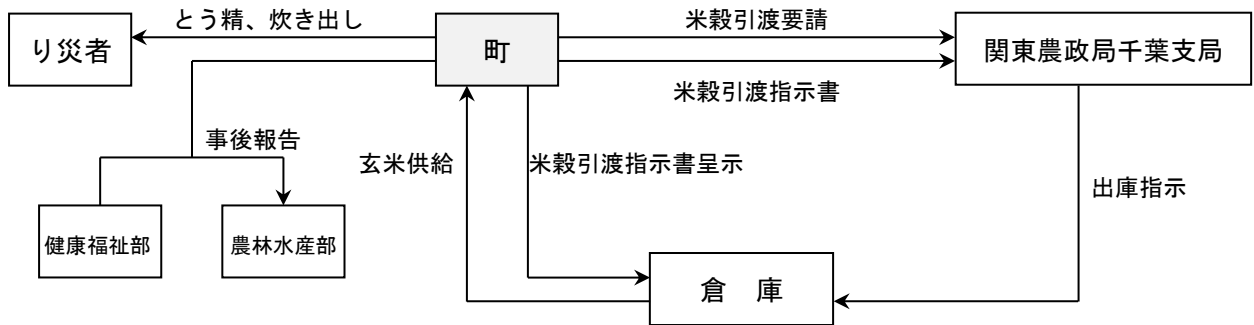 とう精、炊き出し
米穀引渡要請
り災者
町
関東農政局千葉支局
米穀引渡指示書
事後報告
玄米供給
米穀引渡指示書呈示
出庫指示
健康福祉部
農林水産部
倉　庫